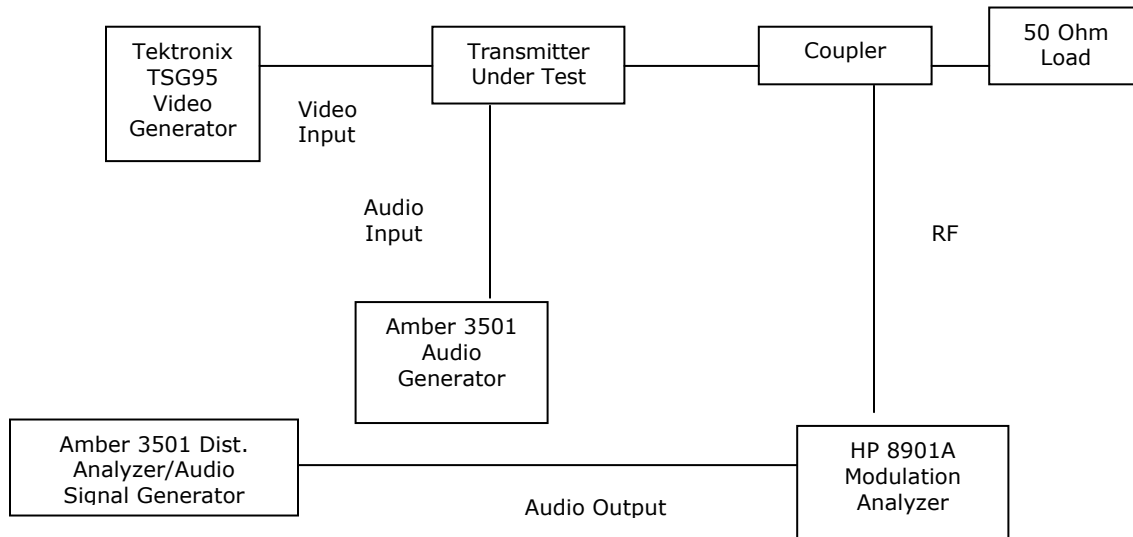 Tektronix
TSG95
Video
Generator
Video
Input
Transmitter
Under Test
Coupler
50 Ohm
Load
Audio
Input
RF
Amber 3501
Audio
Generator
Amber 3501 Dist.
Analyzer/Audio
Signal Generator
Audio Output
HP 8901A
Modulation
Analyzer